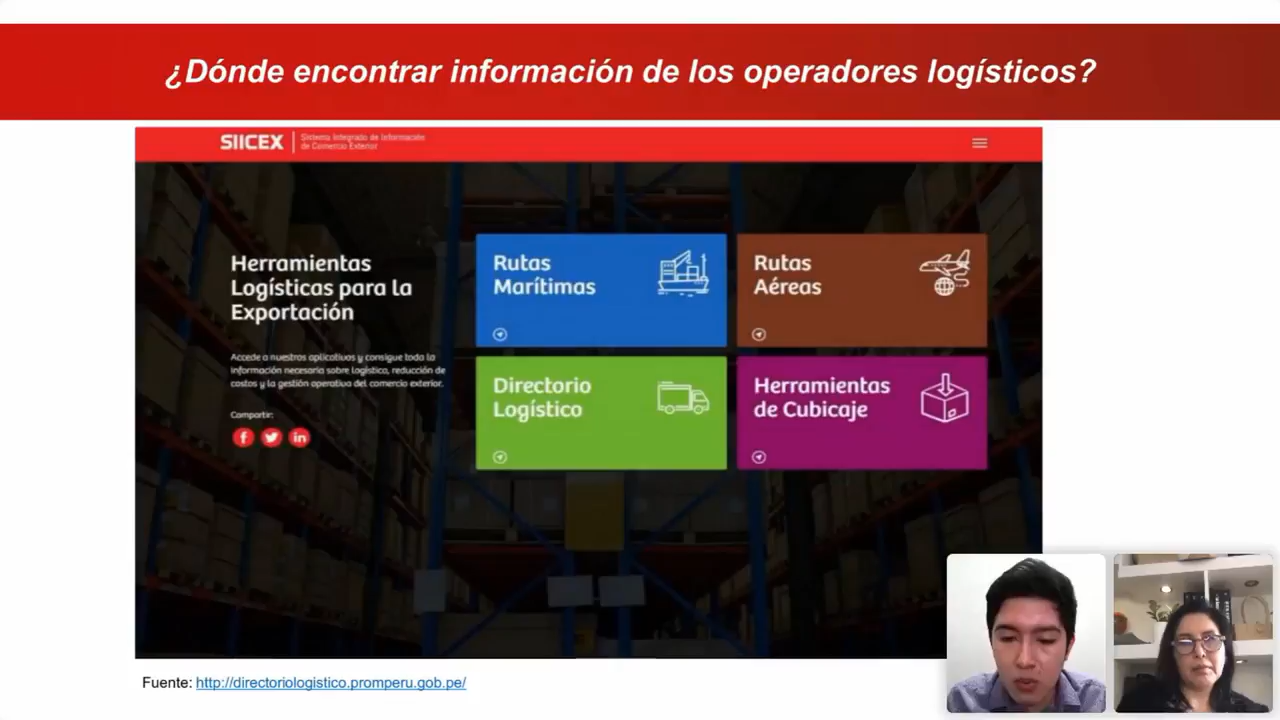 ¿Dónde encontrar información de los operadores logísticos?
SIICEX
Sistema Integrado de Información
de Comercio Exterior
Herramientas
Logísticas para la
Exportación
Accede a nuestros aplicativos y consigue toda la
información necesaria sobre logística, reducción de
costos y la gestión operativa del comercio exterior.
Compartir:
Rutas
Marítimas
Rutas
Aéreas
Directorio
Logístico
Herramientas
de Cubicaje
Fuente: http://directoriologistico.promperu.gob.pe/